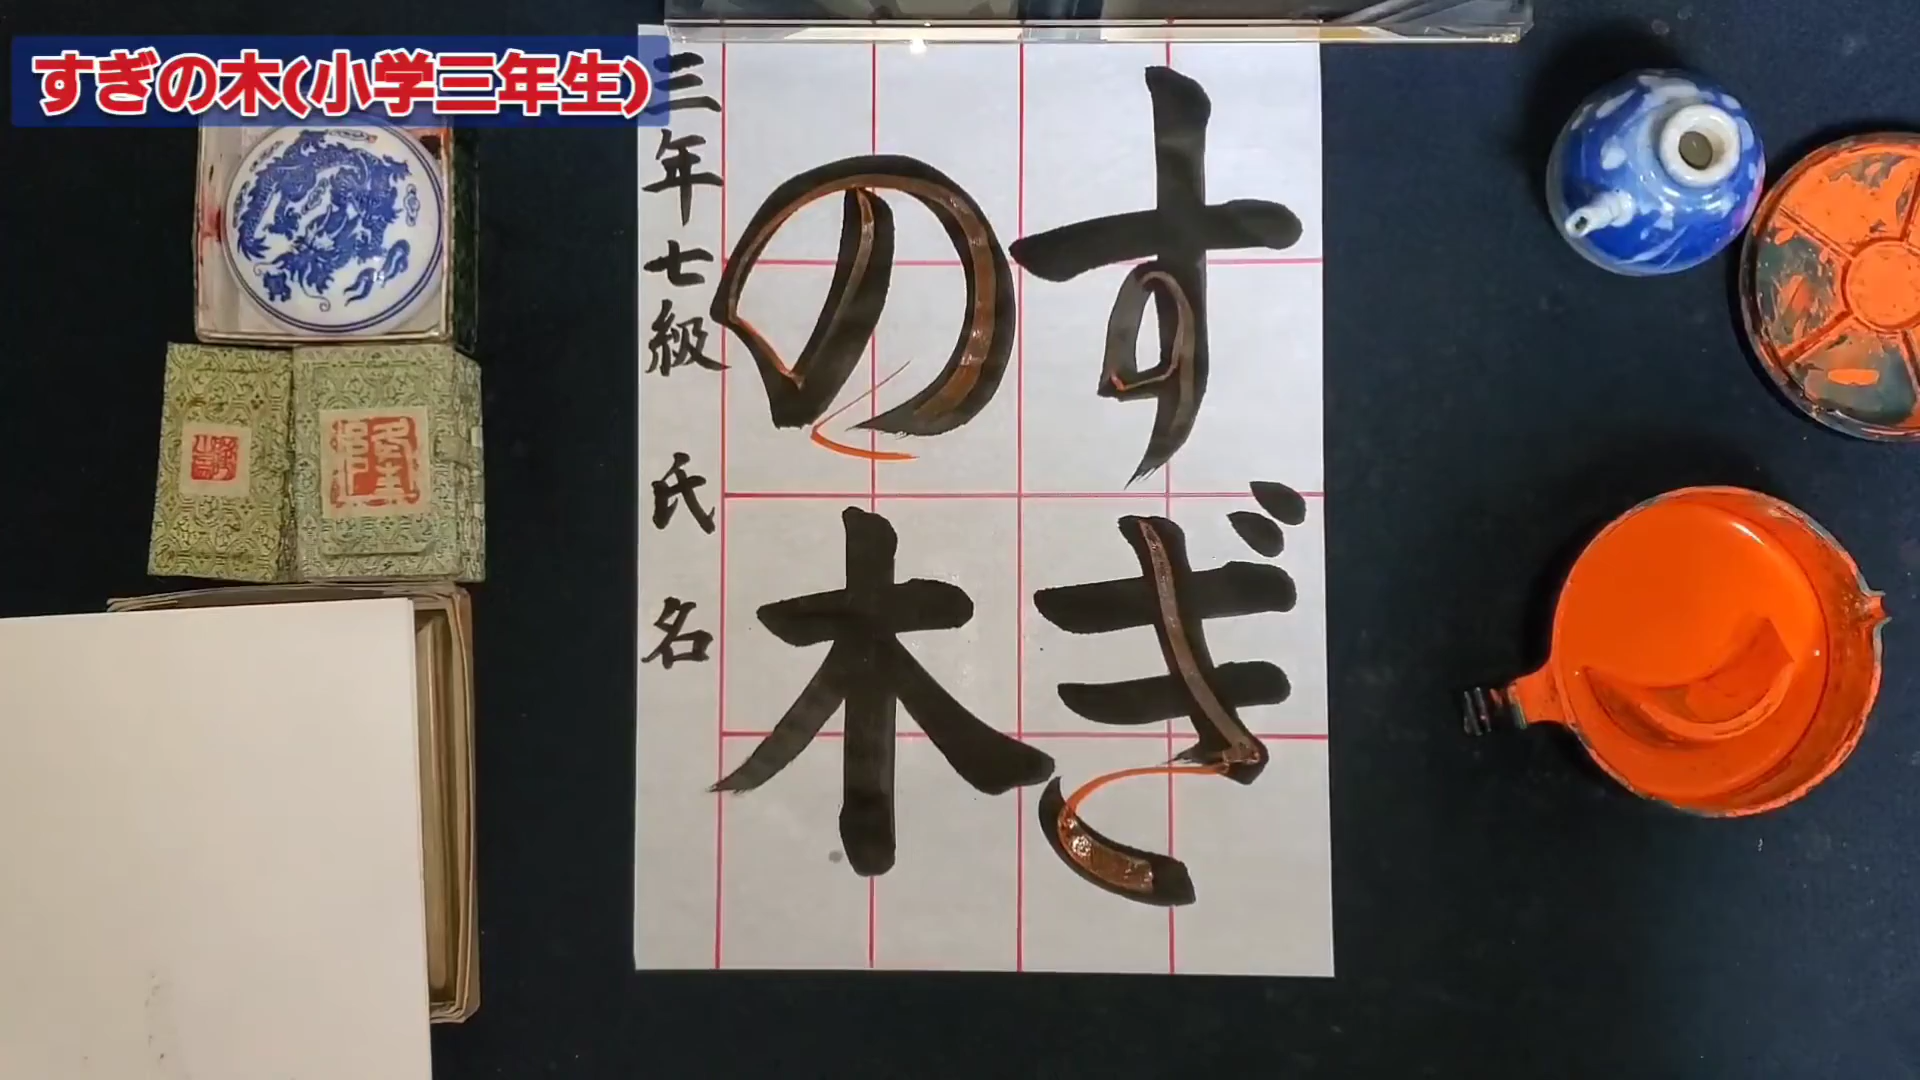 すぎの木(小学三年生)
すぎ
の木
三年七級 氏名